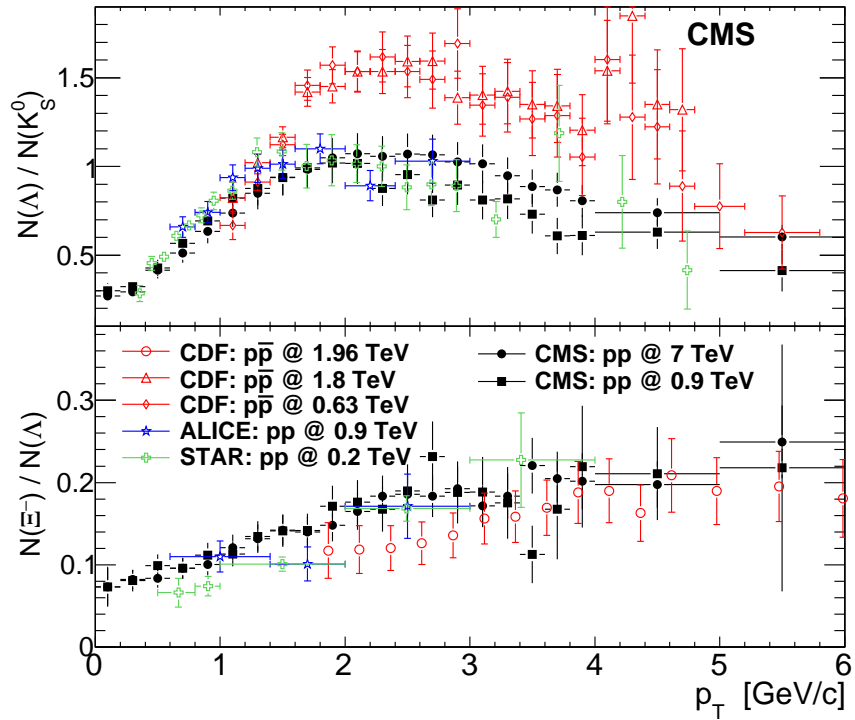 CMS
N(Λ) / N(K⁰_S)
1.5
1
0.5
N(Ξ⁻) / N(Λ)
0.3
0.2
0.1
0
CDF: pp̅ @ 1.96 TeV
CDF: pp̅ @ 1.8 TeV
CDF: pp̅ @ 0.63 TeV
ALICE: pp @ 0.9 TeV
STAR: pp @ 0.2 TeV
CMS: pp @ 7 TeV
CMS: pp @ 0.9 TeV
0 1 2 3 4 5 6
p_T [GeV/c]